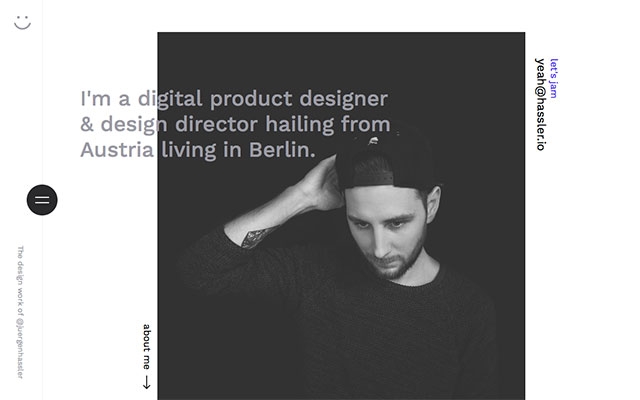 I'm a digital product designer
& design director hailing from
Austria living in Berlin.
let's jam
yeah@hassler.io
about me →
The design work of @juergenhassler